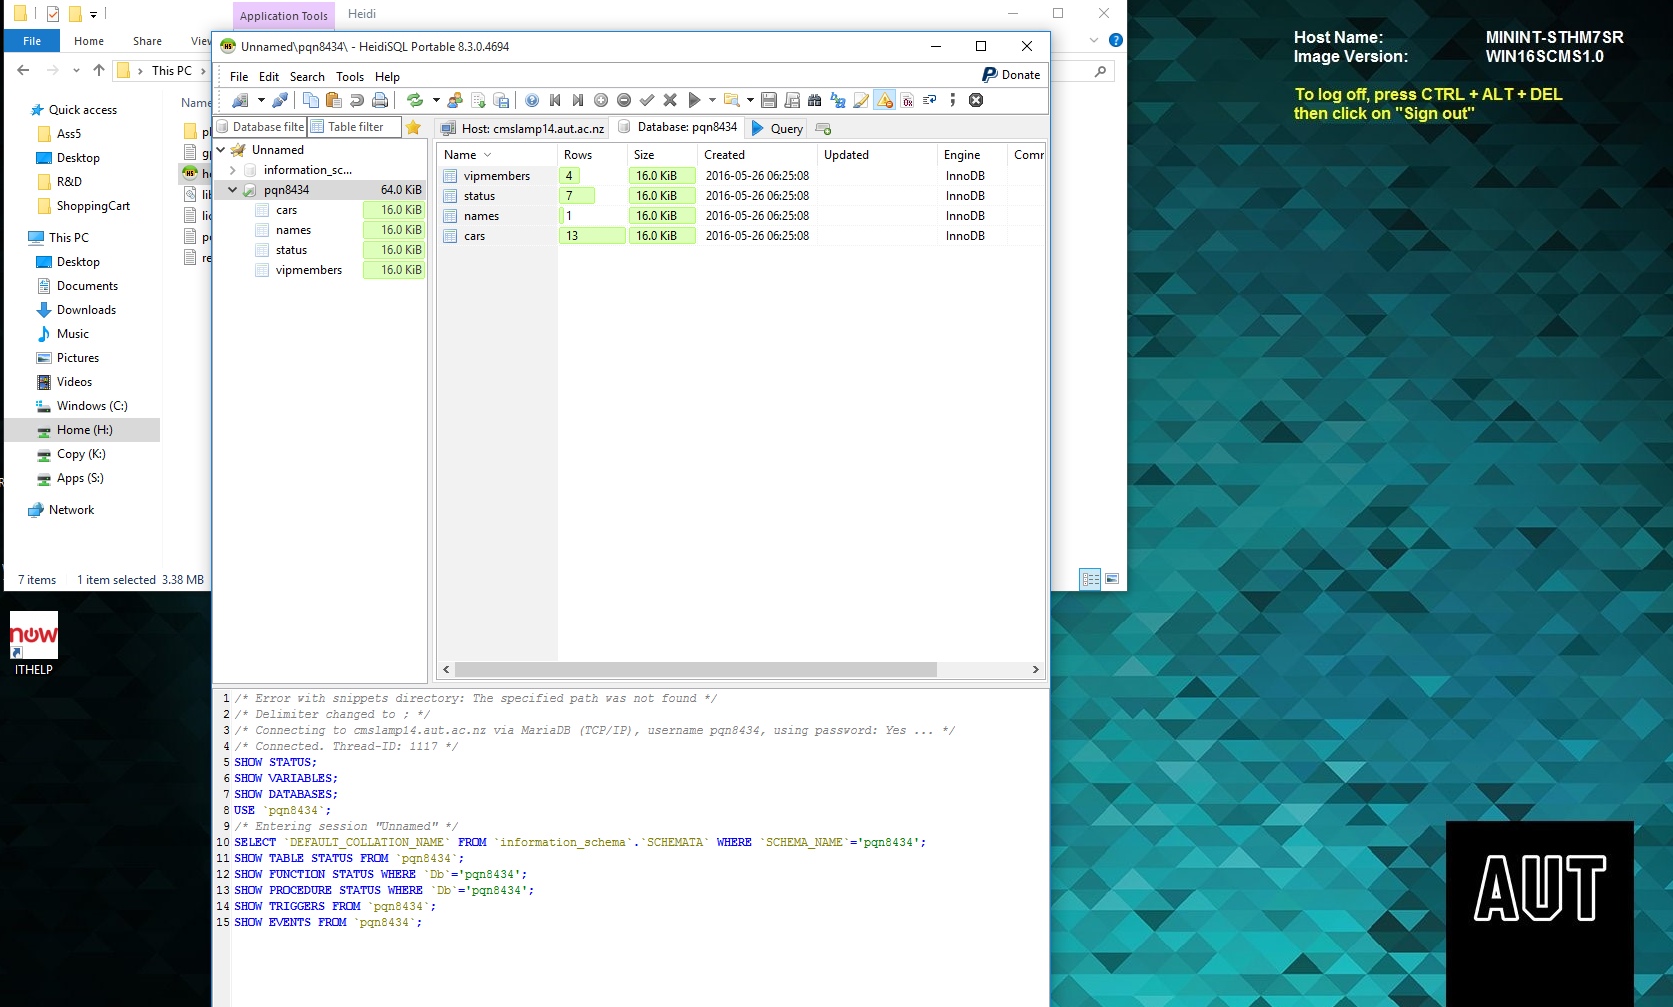 Application Tools
Heidi
File
Home
Share
View
This PC
Quick access
Ass5
Desktop
R&D
ShoppingCart
This PC
Desktop
Documents
Downloads
Music
Pictures
Videos
Windows (C:)
Home (H:)
Copy (K:)
Apps (S:)
Network
Name
7 items
1 item selected 3.38 MB
Unnamed\pqn8434\ - HeidiSQL Portable 8.3.0.4694
File Edit Search Tools Help
Donate
Database filte
Table filter
Host: cmslamp14.aut.ac.nz
Database: pqn8434
Query
Unnamed
information_sc...
pqn8434 64.0 KiB
cars 16.0 KiB
names 16.0 KiB
status 16.0 KiB
vipmembers 16.0 KiB
Name Rows Size Created Updated Engine Comr
vipmembers 4 16.0 KiB 2016-05-26 06:25:08 InnoDB
status 7 16.0 KiB 2016-05-26 06:25:08 InnoDB
names 1 16.0 KiB 2016-05-26 06:25:08 InnoDB
cars 13 16.0 KiB 2016-05-26 06:25:08 InnoDB
1 /* Error with snippets directory: The specified path was not found */
2 /* Delimiter changed to ; */
3 /* Connecting to cmslamp14.aut.ac.nz via MariaDB (TCP/IP), username pqn8434, using password: Yes ... */
4 /* Connected. Thread-ID: 1117 */
5 SHOW STATUS;
6 SHOW VARIABLES;
7 SHOW DATABASES;
8 USE `pqn8434`;
9 /* Entering session "Unnamed" */
10 SELECT `DEFAULT_COLLATION_NAME` FROM `information_schema`.`SCHEMATA` WHERE `SCHEMA_NAME`='pqn8434';
11 SHOW TABLE STATUS FROM `pqn8434`;
12 SHOW FUNCTION STATUS WHERE `Db`='pqn8434';
13 SHOW PROCEDURE STATUS WHERE `Db`='pqn8434';
14 SHOW TRIGGERS FROM `pqn8434`;
15 SHOW EVENTS FROM `pqn8434`;
Host Name: MININT-STHM7SR
Image Version: WIN16SCMS1.0
To log off, press CTRL + ALT + DEL
then click on "Sign out"
now
ITHELP
AUT